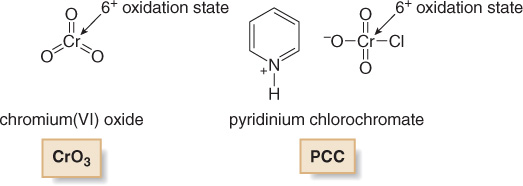 6+ oxidation state
O
Cr
O O
chromium(VI) oxide
CrO3
N
+
H
6+ oxidation state
O
−O−Cr−Cl
O
pyridinium chlorochromate
PCC